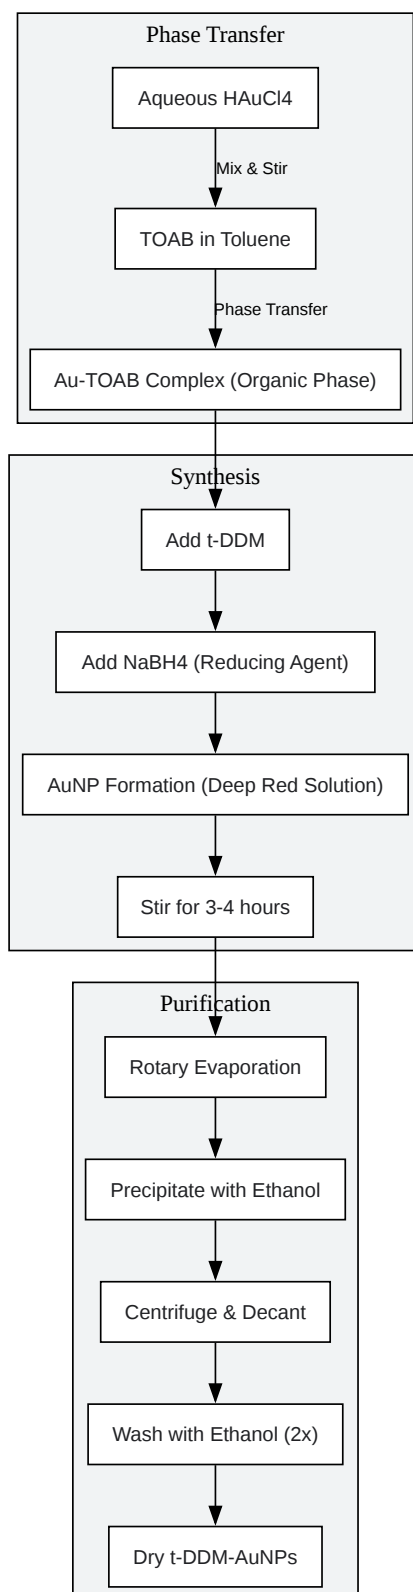 Phase Transfer
Aqueous HAuCl4
Mix & Stir
TOAB in Toluene
Phase Transfer
Au-TOAB Complex (Organic Phase)
Synthesis
Add t-DDM
Add NaBH4 (Reducing Agent)
AuNP Formation (Deep Red Solution)
Stir for 3-4 hours
Purification
Rotary Evaporation
Precipitate with Ethanol
Centrifuge & Decant
Wash with Ethanol (2x)
Dry t-DDM-AuNPs